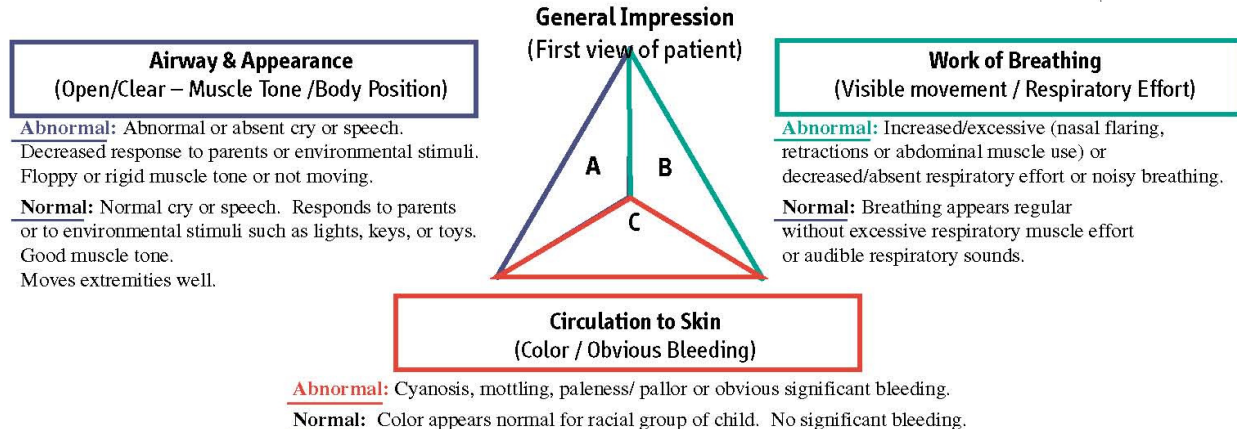 General Impression
(First view of patient)
Airway & Appearance
(Open/Clear – Muscle Tone /Body Position)
Abnormal: Abnormal or absent cry or speech.
Decreased response to parents or environmental stimuli.
Floppy or rigid muscle tone or not moving.
Normal: Normal cry or speech. Responds to parents
or to environmental stimuli such as lights, keys, or toys.
Good muscle tone.
Moves extremities well.
A
B
C
Work of Breathing
(Visible movement / Respiratory Effort)
Abnormal: Increased/excessive (nasal flaring,
retractions or abdominal muscle use) or
decreased/absent respiratory effort or noisy breathing.
Normal: Breathing appears regular
without excessive respiratory muscle effort
or audible respiratory sounds.
Circulation to Skin
(Color / Obvious Bleeding)
Abnormal: Cyanosis, mottling, paleness/ pallor or obvious significant bleeding.
Normal: Color appears normal for racial group of child. No significant bleeding.